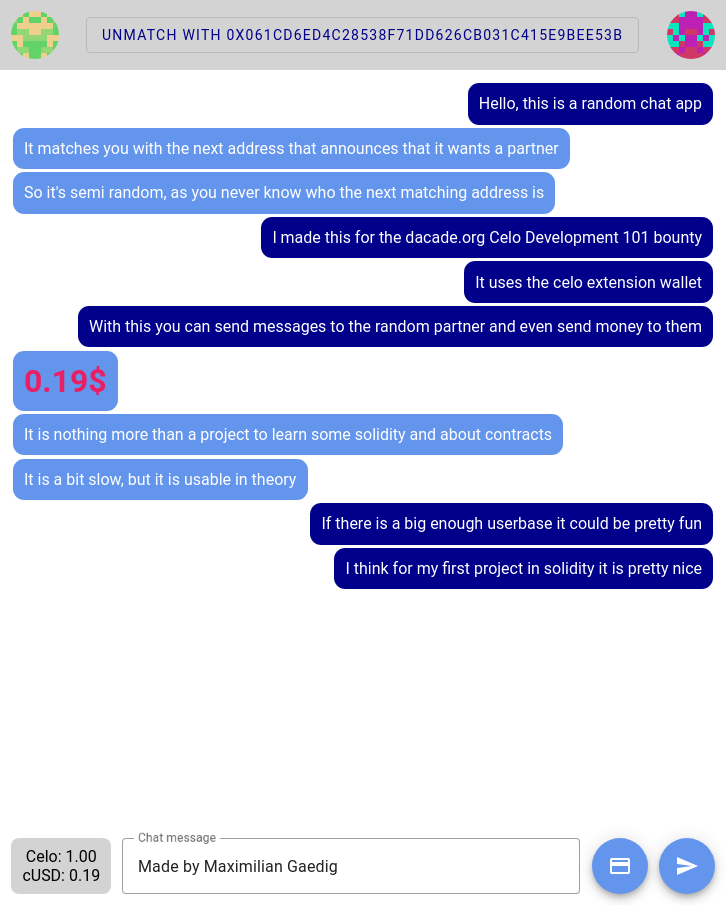 UNMATCH WITH 0X061CD6ED4C28538F71DD626CB031C415E9BEE53B
Hello, this is a random chat app
It matches you with the next address that announces that it wants a partner
So it's semi random, as you never know who the next matching address is
I made this for the dacade.org Celo Development 101 bounty
It uses the celo extension wallet
With this you can send messages to the random partner and even send money to them
0.19$
It is nothing more than a project to learn some solidity and about contracts
It is a bit slow, but it is usable in theory
If there is a big enough userbase it could be pretty fun
I think for my first project in solidity it is pretty nice
Celo: 1.00
cUSD: 0.19
Chat message
Made by Maximilian Gaedig